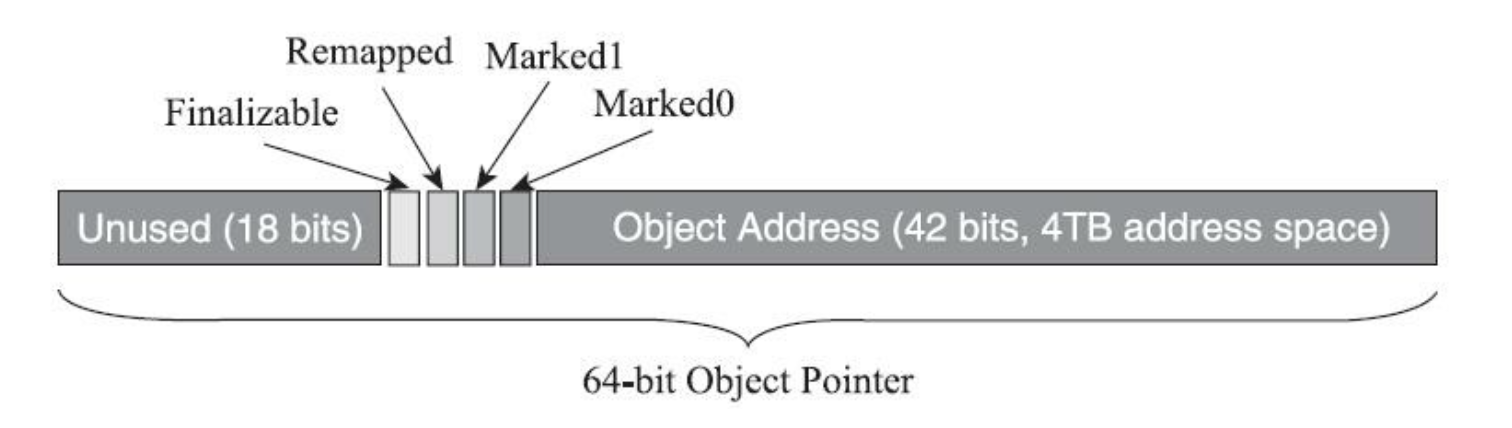 Remapped
Marked1
Finalizable
Marked0
Unused (18 bits)
Object Address (42 bits, 4TB address space)
64-bit Object Pointer